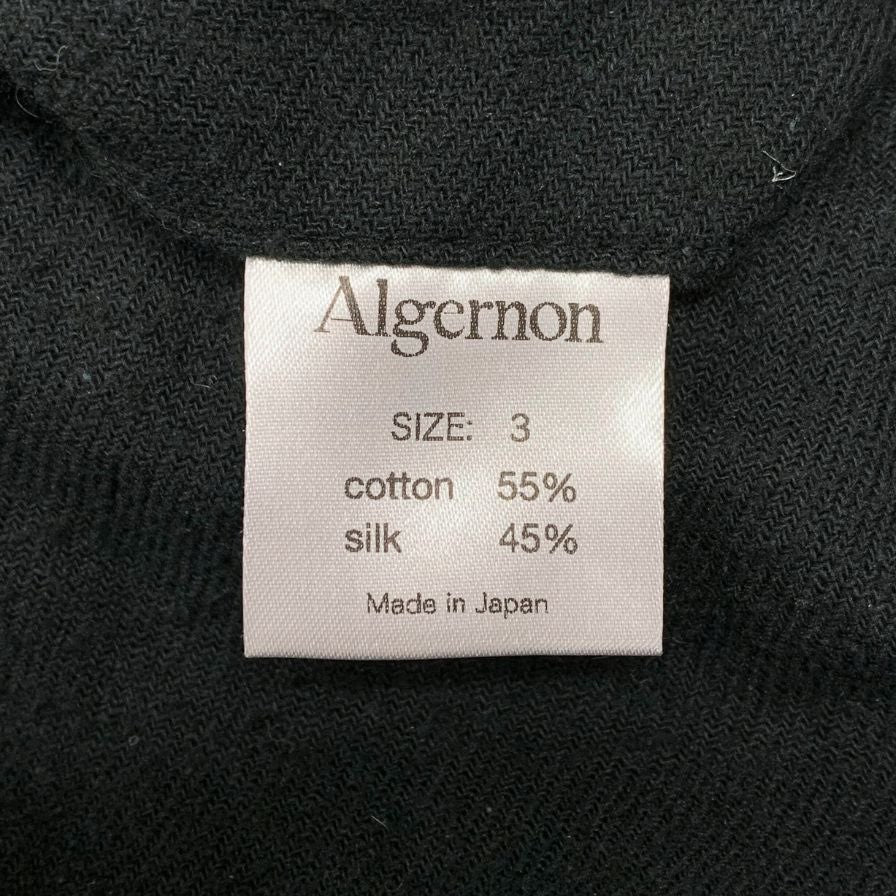 Algernon
SIZE: 3
cotton 55%
silk 45%
Made in Japan